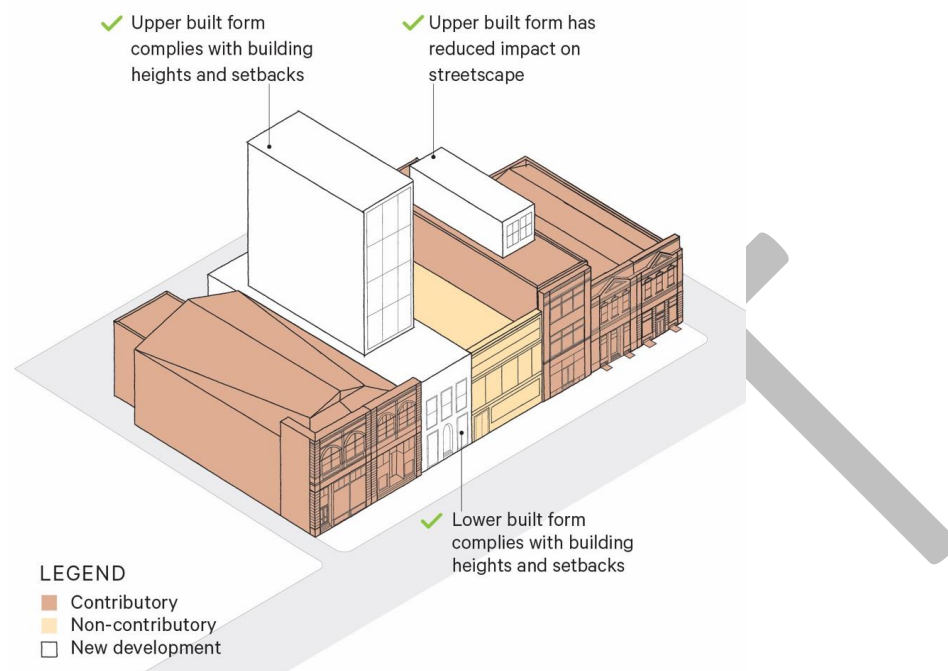 Upper built form
complies with building
heights and setbacks
Upper built form has
reduced impact on
streetscape
Lower built form
complies with building
heights and setbacks
LEGEND
Contributory
Non-contributory
New development